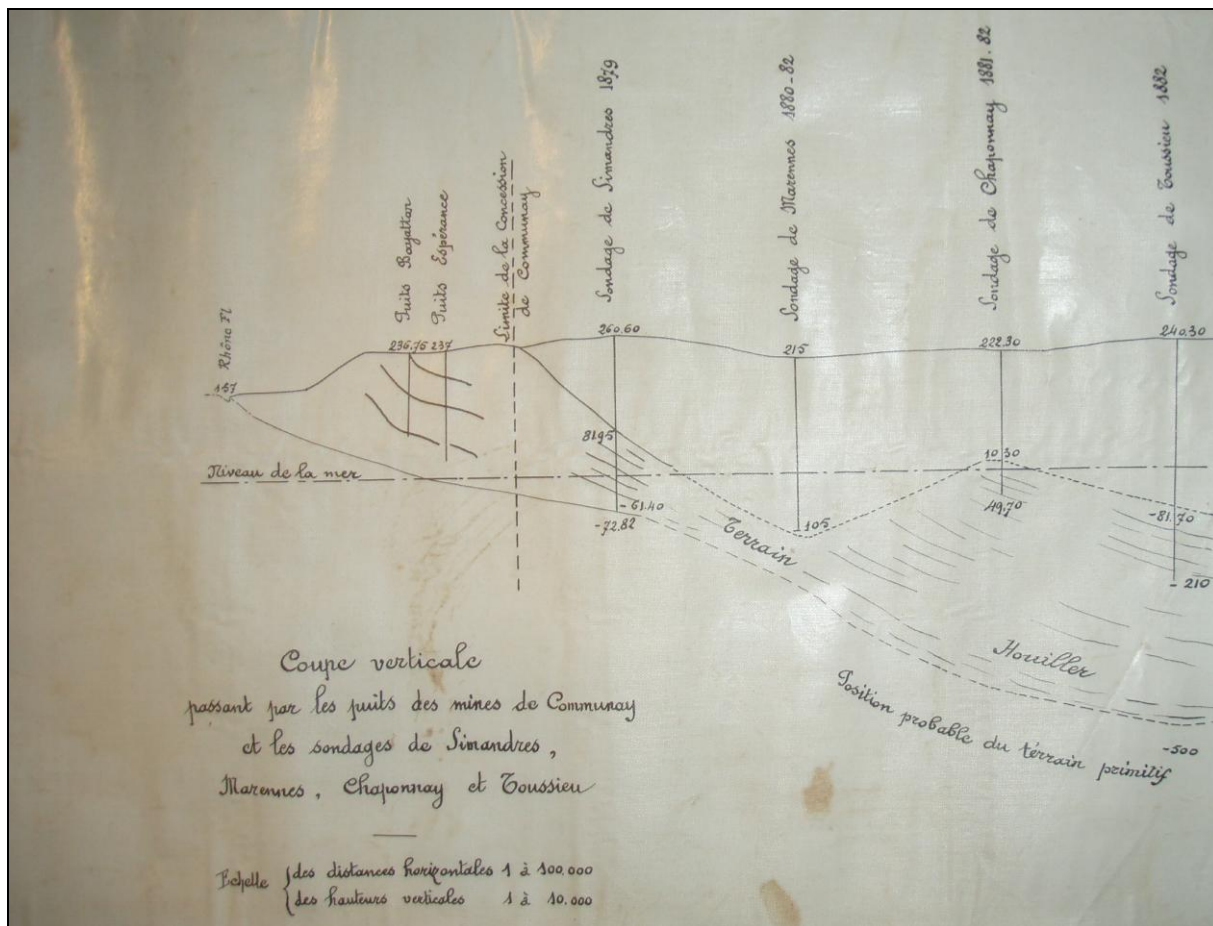 Rhône Fl
Puits Bayettan
Puits Espérance
Limite de la Concession
de Communay
Sondage de Simandres 1879
Sondage de Marennes 1880-82
Sondage de Chaponnay 1881.82
Sondage de Toussieu 1882
157
236.75
237
260.60
215
222.30
240.30
81.95
10.30
Niveau de la mer
- 61.40
-72.82
-105
49.70
-81.70
- 210
Terrain
Houiller
Position probable du terrain primitif
-500
Coupe verticale
passant par les puits des mines de Communay
et les sondages de Simandres,
Marennes, Chaponnay et Toussieu
Echelle
des distances horizontales 1 à 100.000
des hauteurs verticales 1 à 10.000